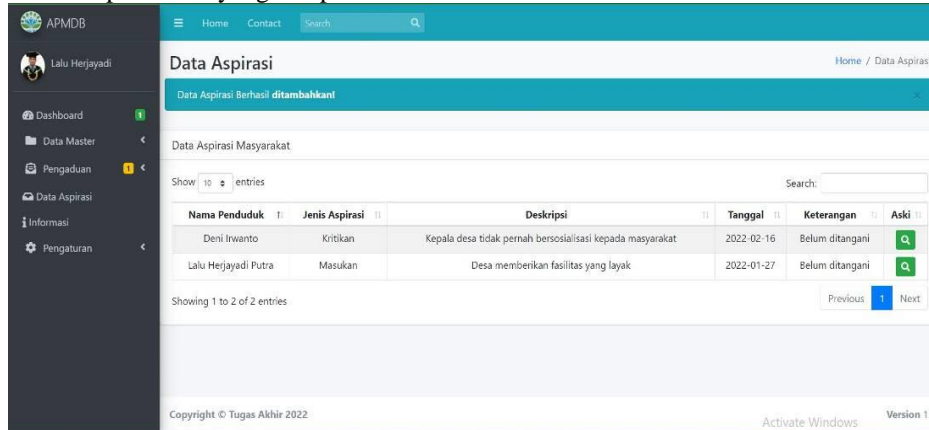 APMDB
Home Contact Search
Lalu Herjayadi
Data Aspirasi
Home / Data Aspiras
Data Aspirasi Berhasil ditambahkan! ×
Dashboard 1
Data Master
Pengaduan 1
Data Aspirasi
Informasi
Pengaturan
Data Aspirasi Masyarakat
Show 10 entries
Search:
Nama Penduduk Jenis Aspirasi Deskripsi Tanggal Keterangan Aski
Deni Irwanto Kritikan Kepala desa tidak pernah bersosialisasi kepada masyarakat 2022-02-16 Belum ditangani
Lalu Herjayadi Putra Masukan Desa memberikan fasilitas yang layak 2022-01-27 Belum ditangani
Showing 1 to 2 of 2 entries
Previous 1 Next
Copyright © Tugas Akhir 2022
Activate Windows
Version 1